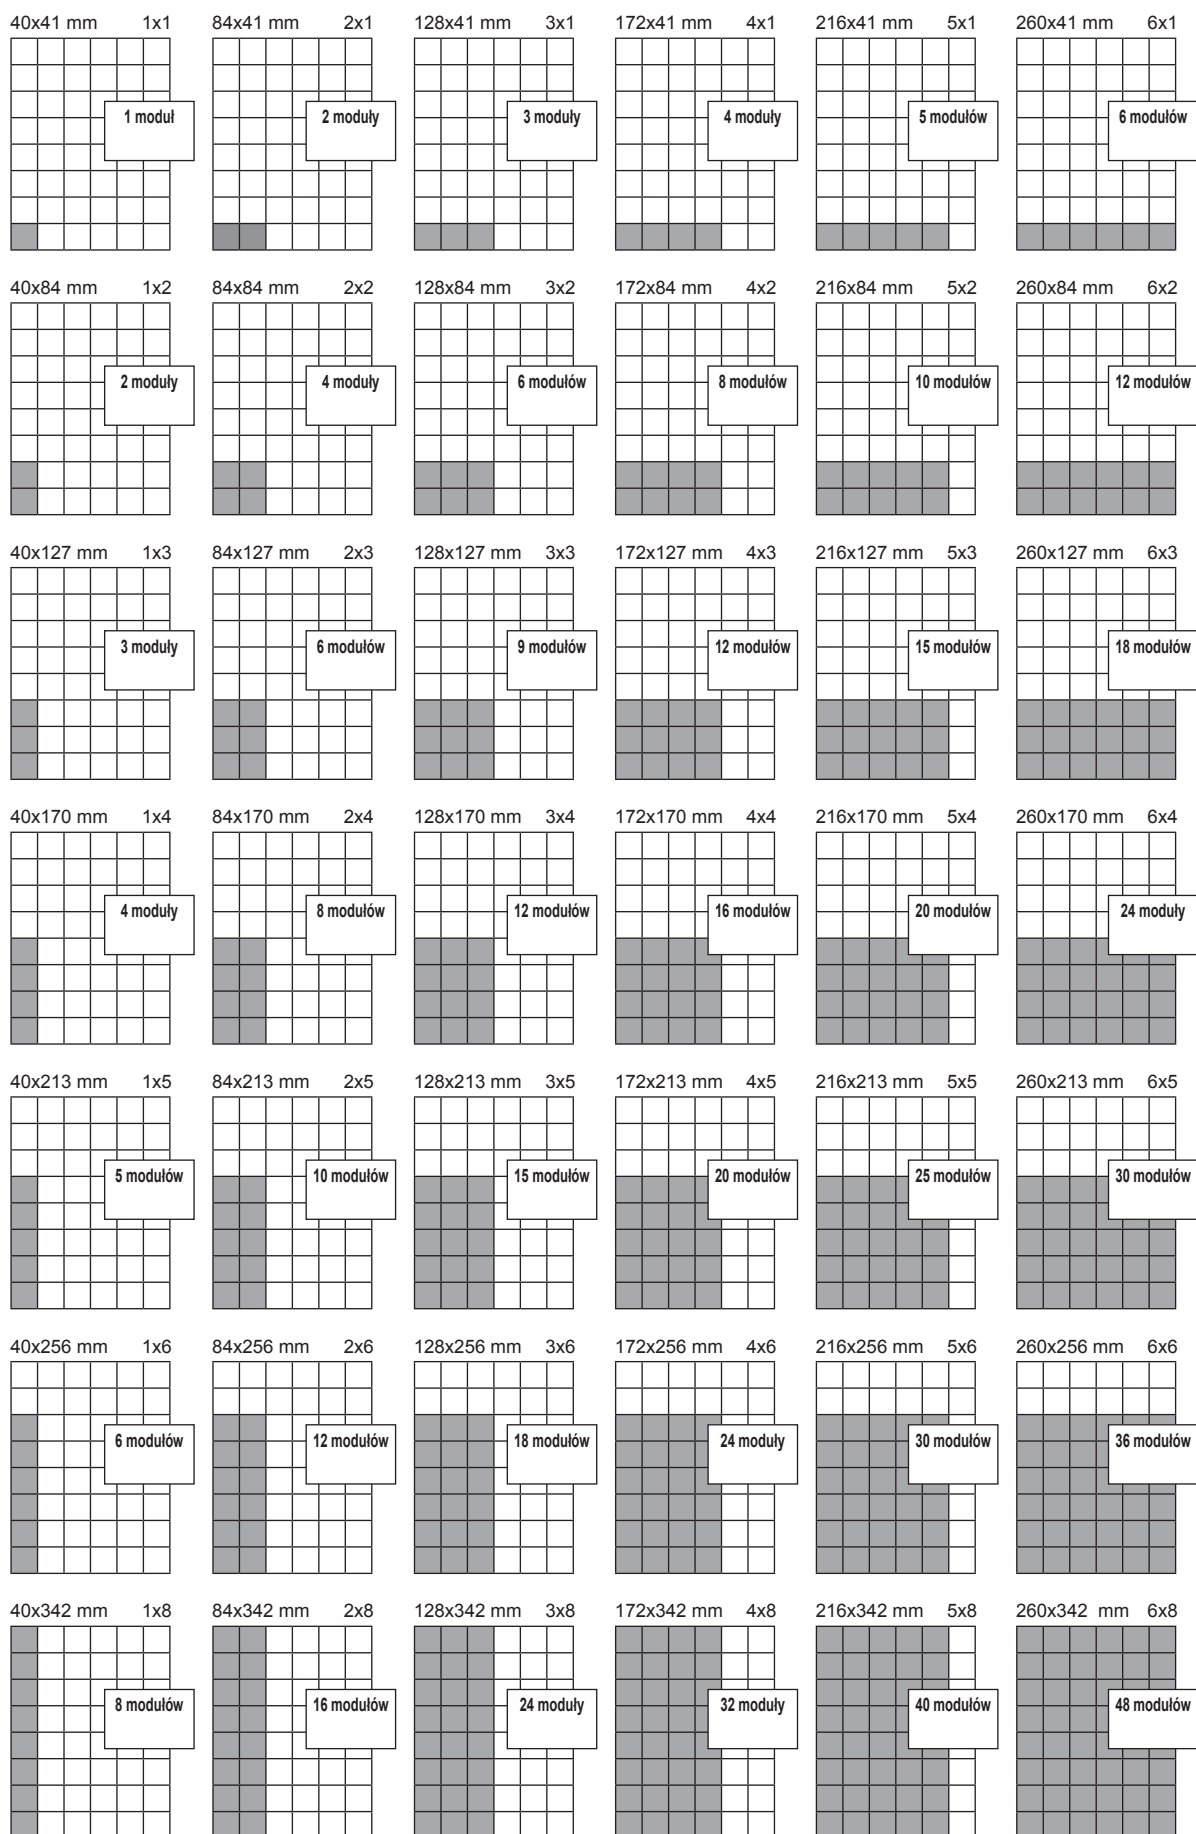 40x41 mm 1x1 84x41 mm 2x1 128x41 mm 3x1 172x41 mm 4x1 216x41 mm 5x1 260x41 mm 6x1
1 moduł 2 moduły 3 moduły 4 moduły 5 modułów 6 modułów
40x84 mm 1x2 84x84 mm 2x2 128x84 mm 3x2 172x84 mm 4x2 216x84 mm 5x2 260x84 mm 6x2
2 moduły 4 moduły 6 modułów 8 modułów 10 modułów 12 modułów
40x127 mm 1x3 84x127 mm 2x3 128x127 mm 3x3 172x127 mm 4x3 216x127 mm 5x3 260x127 mm 6x3
3 moduły 6 modułów 9 modułów 12 modułów 15 modułów 18 modułów
40x170 mm 1x4 84x170 mm 2x4 128x170 mm 3x4 172x170 mm 4x4 216x170 mm 5x4 260x170 mm 6x4
4 moduły 8 modułów 12 modułów 16 modułów 20 modułów 24 moduły
40x213 mm 1x5 84x213 mm 2x5 128x213 mm 3x5 172x213 mm 4x5 216x213 mm 5x5 260x213 mm 6x5
5 modułów 10 modułów 15 modułów 20 modułów 25 modułów 30 modułów
40x256 mm 1x6 84x256 mm 2x6 128x256 mm 3x6 172x256 mm 4x6 216x256 mm 5x6 260x256 mm 6x6
6 modułów 12 modułów 18 modułów 24 moduły 30 modułów 36 modułów
40x342 mm 1x8 84x342 mm 2x8 128x342 mm 3x8 172x342 mm 4x8 216x342 mm 5x8 260x342 mm 6x8
8 modułów 16 modułów 24 moduły 32 moduły 40 modułów 48 modułów